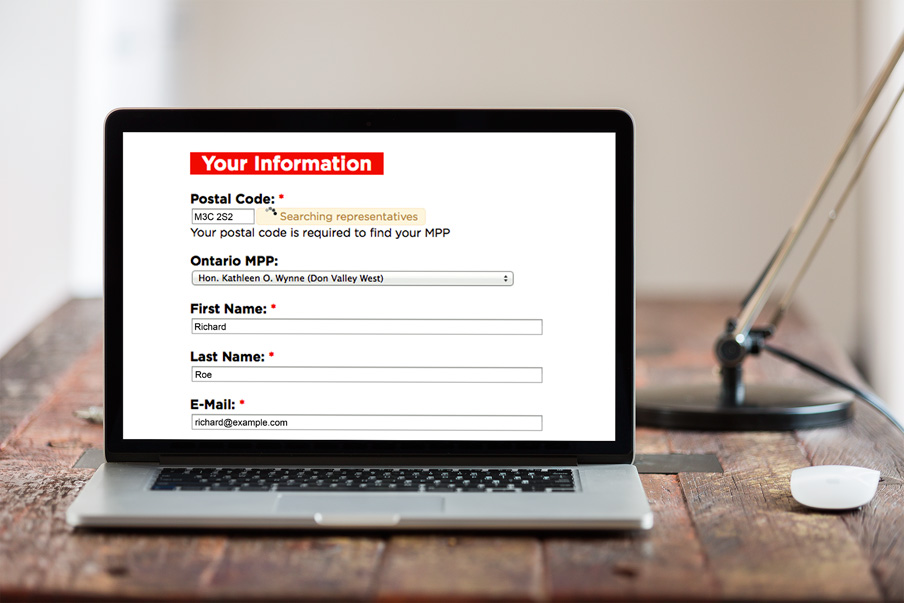 Your Information
Postal Code: *
M3C 2S2 Searching representatives
Your postal code is required to find your MPP
Ontario MPP:
Hon. Kathleen O. Wynne (Don Valley West)
First Name: *
Richard
Last Name: *
Roe
E-Mail: *
richard@example.com